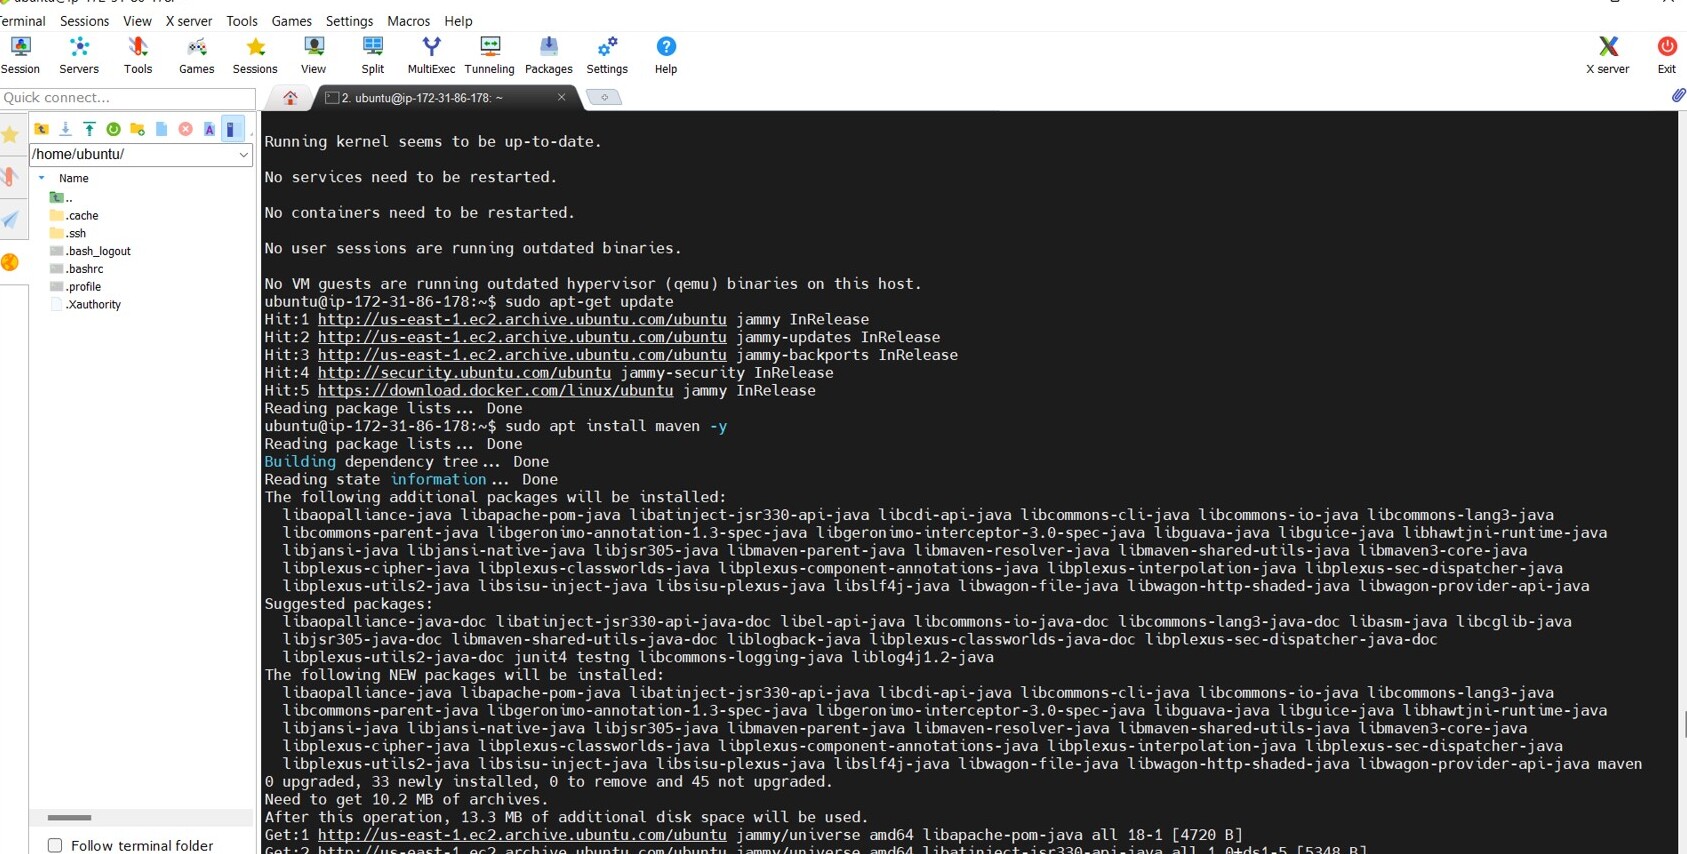 Terminal Sessions View X server Tools Games Settings Macros Help
Session Servers Tools Games Sessions View Split MultiExec Tunneling Packages Settings Help X server Exit
Quick connect...
2. ubuntu@ip-172-31-86-178: ~
/home/ubuntu/
Name
..
.cache
.ssh
.bash_logout
.bashrc
.profile
.Xauthority
Follow terminal folder
Running kernel seems to be up-to-date.
No services need to be restarted.
No containers need to be restarted.
No user sessions are running outdated binaries.
No VM guests are running outdated hypervisor (qemu) binaries on this host.
ubuntu@ip-172-31-86-178:~$ sudo apt-get update
Hit:1 http://us-east-1.ec2.archive.ubuntu.com/ubuntu jammy InRelease
Hit:2 http://us-east-1.ec2.archive.ubuntu.com/ubuntu jammy-updates InRelease
Hit:3 http://us-east-1.ec2.archive.ubuntu.com/ubuntu jammy-backports InRelease
Hit:4 http://security.ubuntu.com/ubuntu jammy-security InRelease
Hit:5 https://download.docker.com/linux/ubuntu jammy InRelease
Reading package lists... Done
ubuntu@ip-172-31-86-178:~$ sudo apt install maven -y
Reading package lists... Done
Building dependency tree... Done
Reading state information... Done
The following additional packages will be installed:
libaopalliance-java libapache-pom-java libatinject-jsr330-api-java libcdi-api-java libcommons-cli-java libcommons-io-java libcommons-lang3-java
libcommons-parent-java libgeronimo-annotation-1.3-spec-java libgeronimo-interceptor-3.0-spec-java libguava-java libguice-java libhawtjni-runtime-java
libjansi-java libjansi-native-java libjsr305-java libmaven-parent-java libmaven-resolver-java libmaven-shared-utils-java libmaven3-core-java
libplexus-cipher-java libplexus-classworlds-java libplexus-component-annotations-java libplexus-interpolation-java libplexus-sec-dispatcher-java
libplexus-utils2-java libsisu-inject-java libsisu-plexus-java libslf4j-java libwagon-file-java libwagon-http-shaded-java libwagon-provider-api-java
Suggested packages:
libaopalliance-java-doc libatinject-jsr330-api-java-doc libel-api-java libcommons-io-java-doc libcommons-lang3-java-doc libasm-java libcglib-java
libjsr305-java-doc libmaven-shared-utils-java-doc liblogback-java libplexus-classworlds-java-doc libplexus-sec-dispatcher-java-doc
libplexus-utils2-java-doc junit4 testng libcommons-logging-java liblog4j1.2-java
The following NEW packages will be installed:
libaopalliance-java libapache-pom-java libatinject-jsr330-api-java libcdi-api-java libcommons-cli-java libcommons-io-java libcommons-lang3-java
libcommons-parent-java libgeronimo-annotation-1.3-spec-java libgeronimo-interceptor-3.0-spec-java libguava-java libguice-java libhawtjni-runtime-java
libjansi-java libjansi-native-java libjsr305-java libmaven-parent-java libmaven-resolver-java libmaven-shared-utils-java libmaven3-core-java
libplexus-cipher-java libplexus-classworlds-java libplexus-component-annotations-java libplexus-interpolation-java libplexus-sec-dispatcher-java
libplexus-utils2-java libsisu-inject-java libsisu-plexus-java libslf4j-java libwagon-file-java libwagon-http-shaded-java libwagon-provider-api-java maven
0 upgraded, 33 newly installed, 0 to remove and 45 not upgraded.
Need to get 10.2 MB of archives.
After this operation, 13.3 MB of additional disk space will be used.
Get:1 http://us-east-1.ec2.archive.ubuntu.com/ubuntu jammy/universe amd64 libapache-pom-java all 18-1 [4720 B]
Get:2 http://us-east-1.ec2.archive.ubuntu.com/ubuntu jammy/universe amd64 libatinject-jsr330-api-java all 1.0+ds1-5 [5348 B]